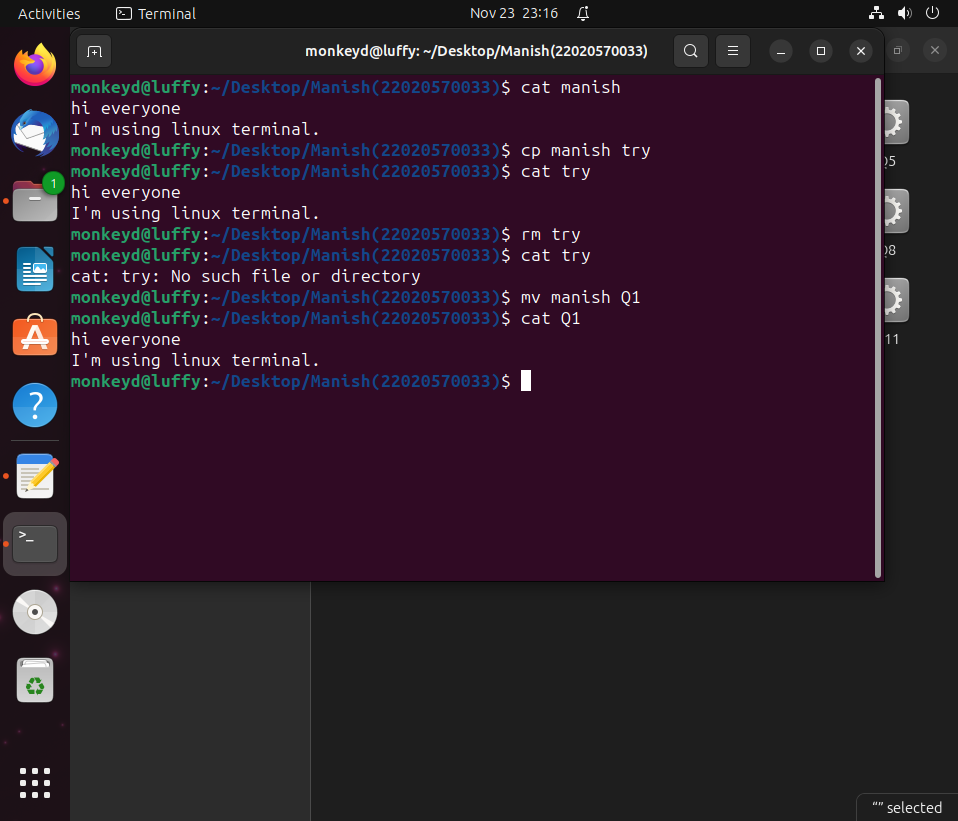 Activities Terminal Nov 23 23:16
monkeyd@luffy: ~/Desktop/Manish(22020570033)
monkeyd@luffy:~/Desktop/Manish(22020570033)$ cat manish
hi everyone
I'm using linux terminal.
monkeyd@luffy:~/Desktop/Manish(22020570033)$ cp manish try
monkeyd@luffy:~/Desktop/Manish(22020570033)$ cat try
hi everyone
I'm using linux terminal.
monkeyd@luffy:~/Desktop/Manish(22020570033)$ rm try
monkeyd@luffy:~/Desktop/Manish(22020570033)$ cat try
cat: try: No such file or directory
monkeyd@luffy:~/Desktop/Manish(22020570033)$ mv manish Q1
monkeyd@luffy:~/Desktop/Manish(22020570033)$ cat Q1
hi everyone
I'm using linux terminal.
monkeyd@luffy:~/Desktop/Manish(22020570033)$
1
?
>_
Q5
Q8
11
“” selected